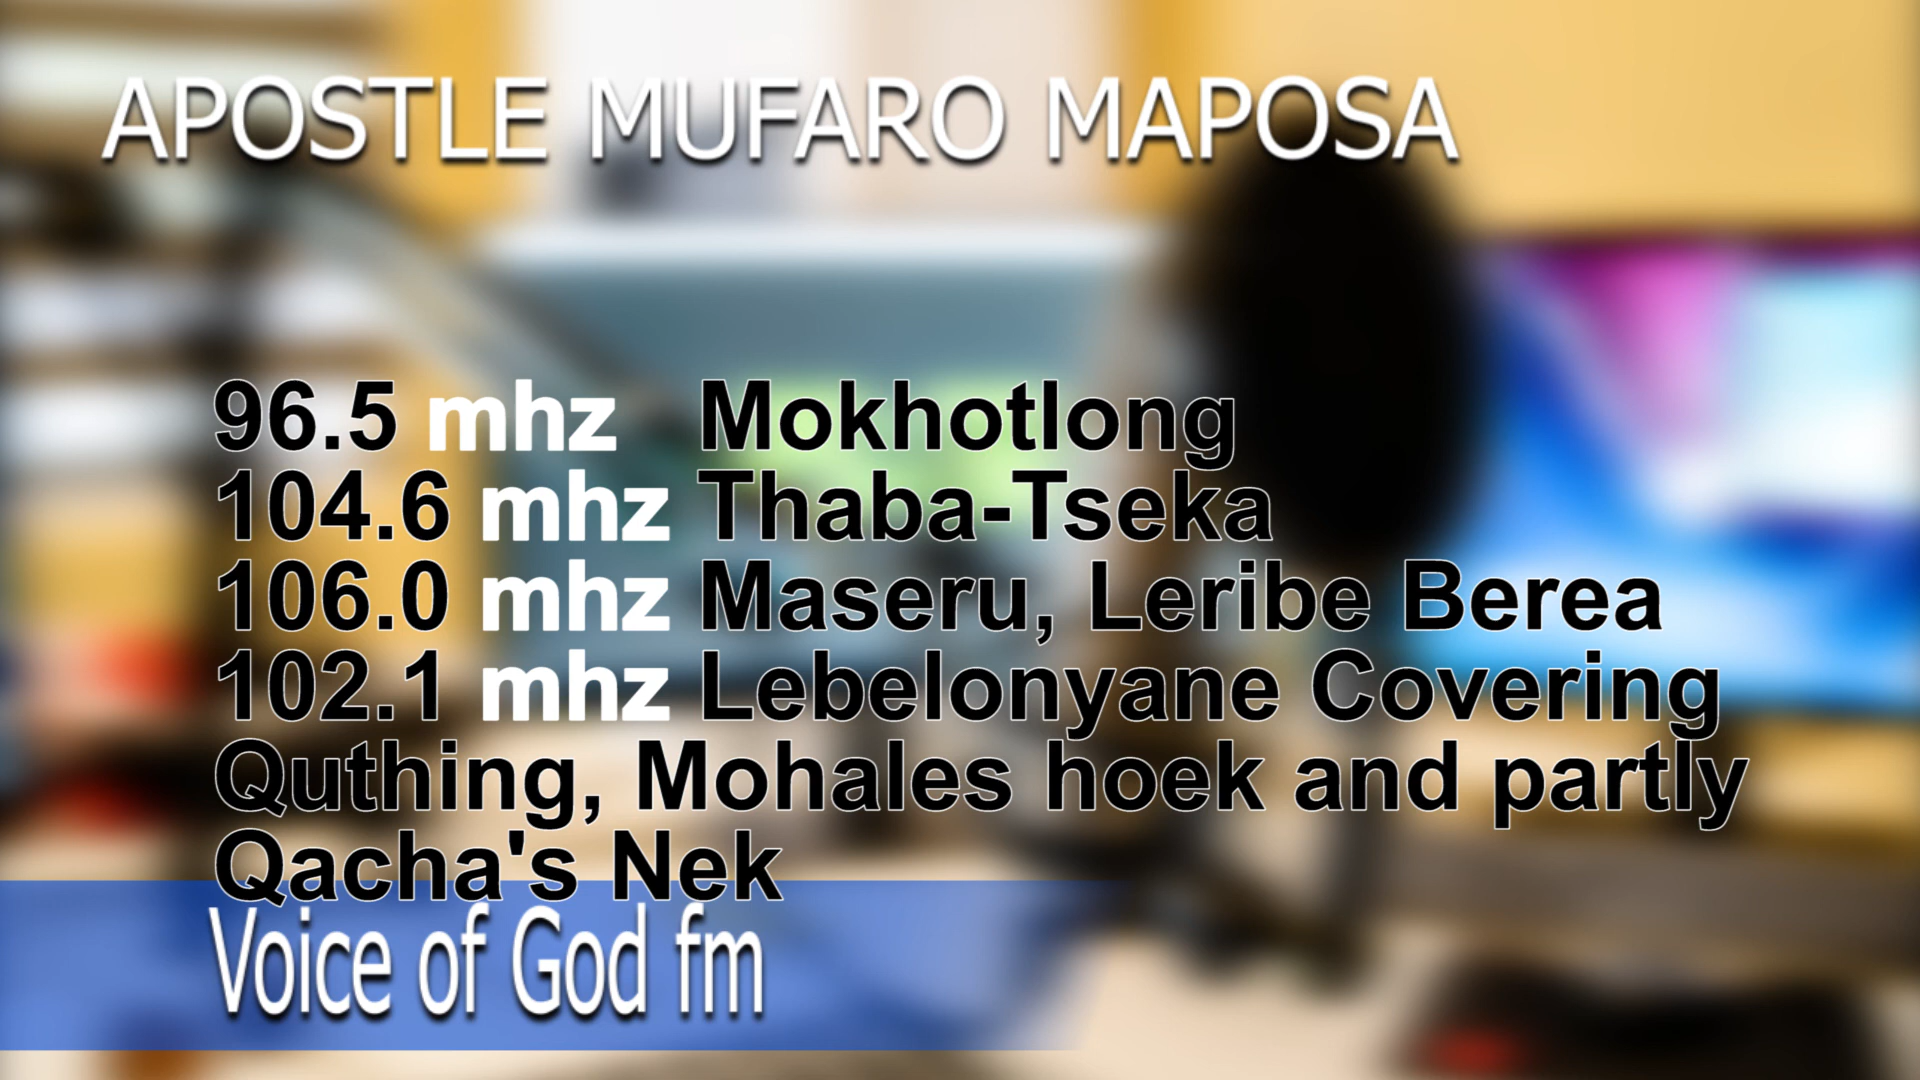 APOSTLE MUFARO MAPOSA
96.5 mhz Mokhotlong
104.6 mhz Thaba-Tseka
106.0 mhz Maseru, Leribe Berea
102.1 mhz Lebelonyane Covering
Quthing, Mohales hoek and partly
Qacha's Nek
Voice of God fm